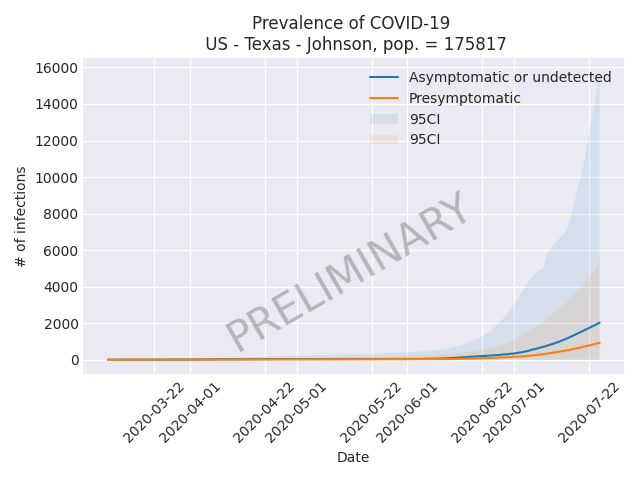 Prevalence of COVID-19
US - Texas - Johnson, pop. = 175817
Asymptomatic or undetected
Presymptomatic
95CI
95CI
# of infections
16000
14000
12000
10000
8000
6000
4000
2000
0
PRELIMINARY
2020-03-22
2020-04-01
2020-04-22
2020-05-01
2020-05-22
2020-06-01
2020-06-22
2020-07-01
2020-07-22
Date